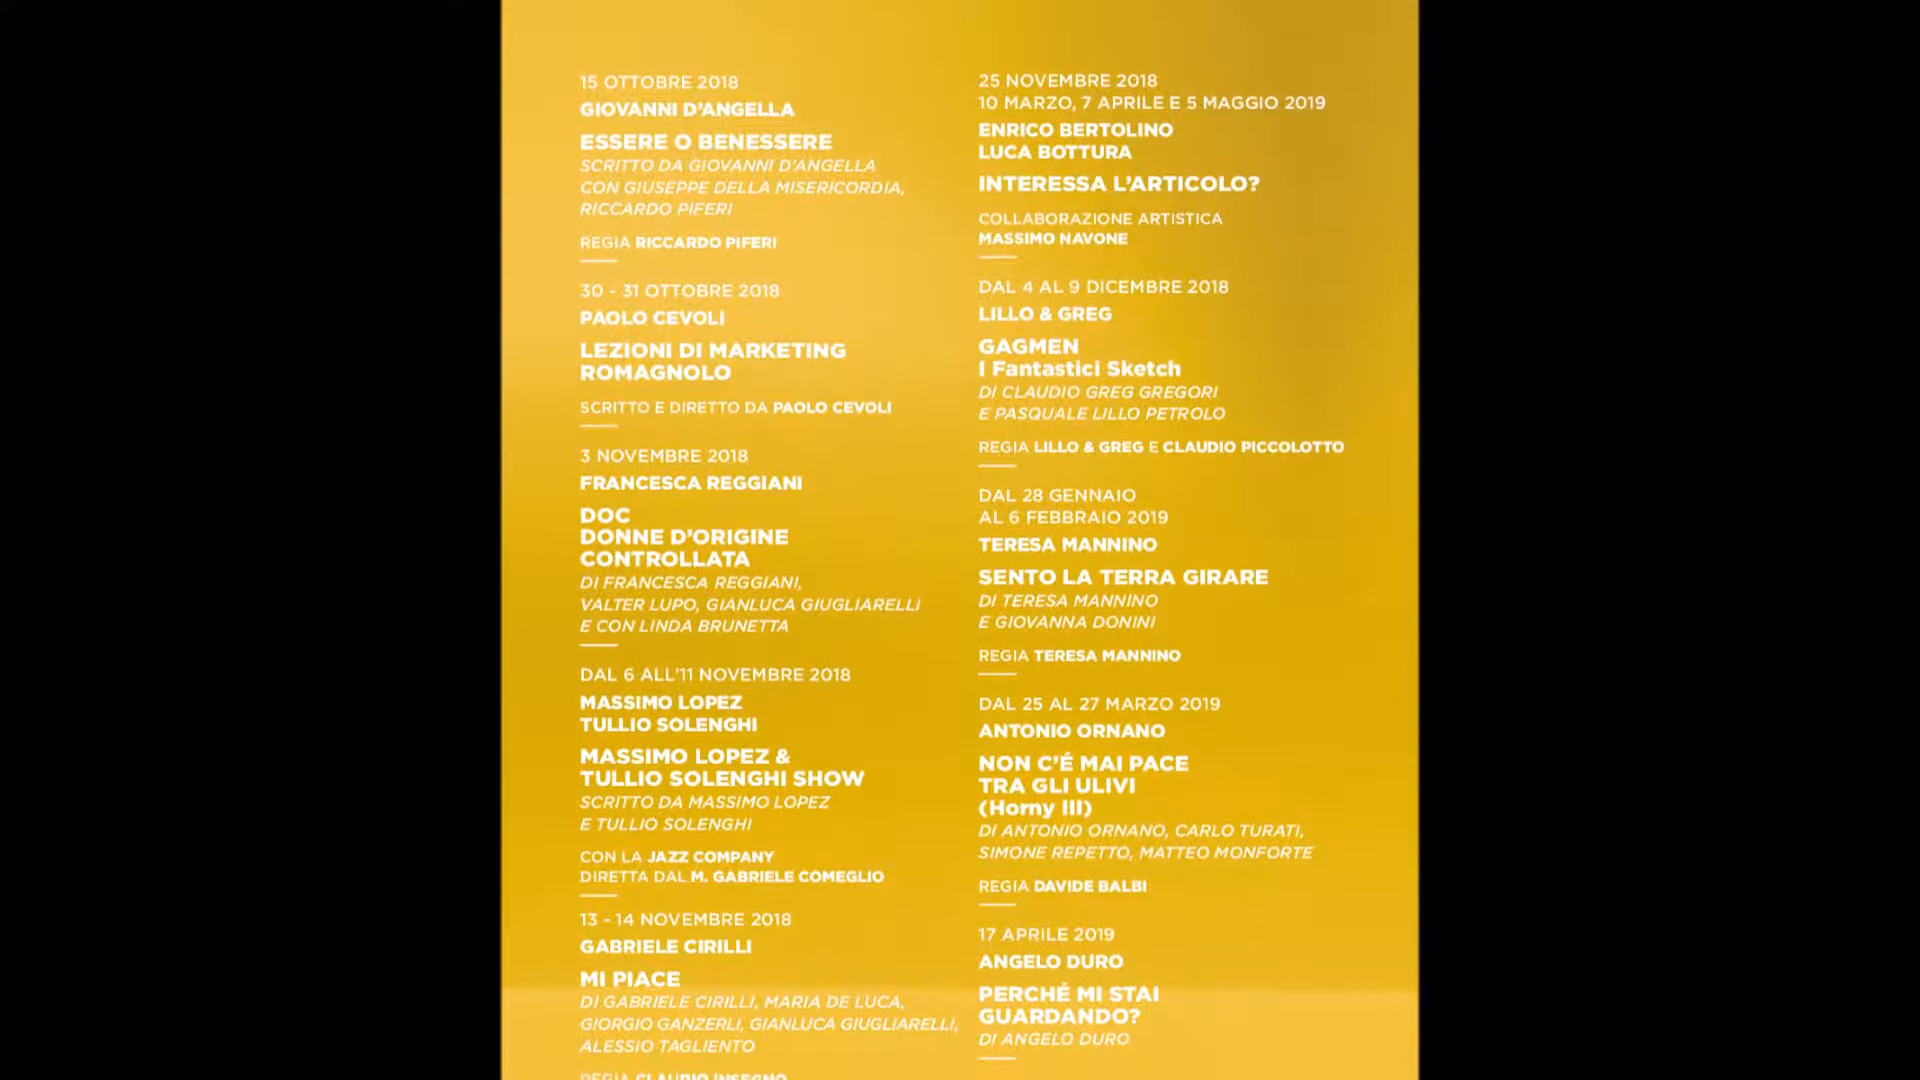 15 OTTOBRE 2018
GIOVANNI D'ANGELLA
ESSERE O BENESSERE
SCRITTO DA GIOVANNI D'ANGELLA
CON GIUSEPPE DELLA MISERICORDIA,
RICCARDO PIFERI
REGIA RICCARDO PIFERI
30 - 31 OTTOBRE 2018
PAOLO CEVOLI
LEZIONI DI MARKETING
ROMAGNOLO
SCRITTO E DIRETTO DA PAOLO CEVOLI
3 NOVEMBRE 2018
FRANCESCA REGGIANI
DOC
DONNE D'ORIGINE
CONTROLLATA
DI FRANCESCA REGGIANI,
VALTER LUPO, GIANLUCA GIUGLIARELLI
E CON LINDA BRUNETTA
DAL 6 ALL'11 NOVEMBRE 2018
MASSIMO LOPEZ
TULLIO SOLENGHI
MASSIMO LOPEZ &
TULLIO SOLENGHI SHOW
SCRITTO DA MASSIMO LOPEZ
E TULLIO SOLENGHI
CON LA JAZZ COMPANY
DIRETTA DAL M. GABRIELE COMEGLIO
13 - 14 NOVEMBRE 2018
GABRIELE CIRILLI
MI PIACE
DI GABRIELE CIRILLI, MARIA DE LUCA,
GIORGIO GANZERLI, GIANLUCA GIUGLIARELLI,
ALESSIO TAGLIENTO
REGIA CLAUDIO INSEGNO
25 NOVEMBRE 2018
10 MARZO, 7 APRILE E 5 MAGGIO 2019
ENRICO BERTOLINO
LUCA BOTTURA
INTERESSA L'ARTICOLO?
COLLABORAZIONE ARTISTICA
MASSIMO NAVONE
DAL 4 AL 9 DICEMBRE 2018
LILLO & GREG
GAGMEN
I Fantastici Sketch
DI CLAUDIO GREG GREGORI
E PASQUALE LILLO PETROLO
REGIA LILLO & GREG E CLAUDIO PICCOLOTTO
DAL 28 GENNAIO
AL 6 FEBBRAIO 2019
TERESA MANNINO
SENTO LA TERRA GIRARE
DI TERESA MANNINO
E GIOVANNA DONINI
REGIA TERESA MANNINO
DAL 25 AL 27 MARZO 2019
ANTONIO ORNANO
NON C'É MAI PACE
TRA GLI ULIVI
(Horny III)
DI ANTONIO ORNANO, CARLO TURATI,
SIMONE REPETTO, MATTEO MONFORTE
REGIA DAVIDE BALBI
17 APRILE 2019
ANGELO DURO
PERCHÉ MI STAI
GUARDANDO?
DI ANGELO DURO